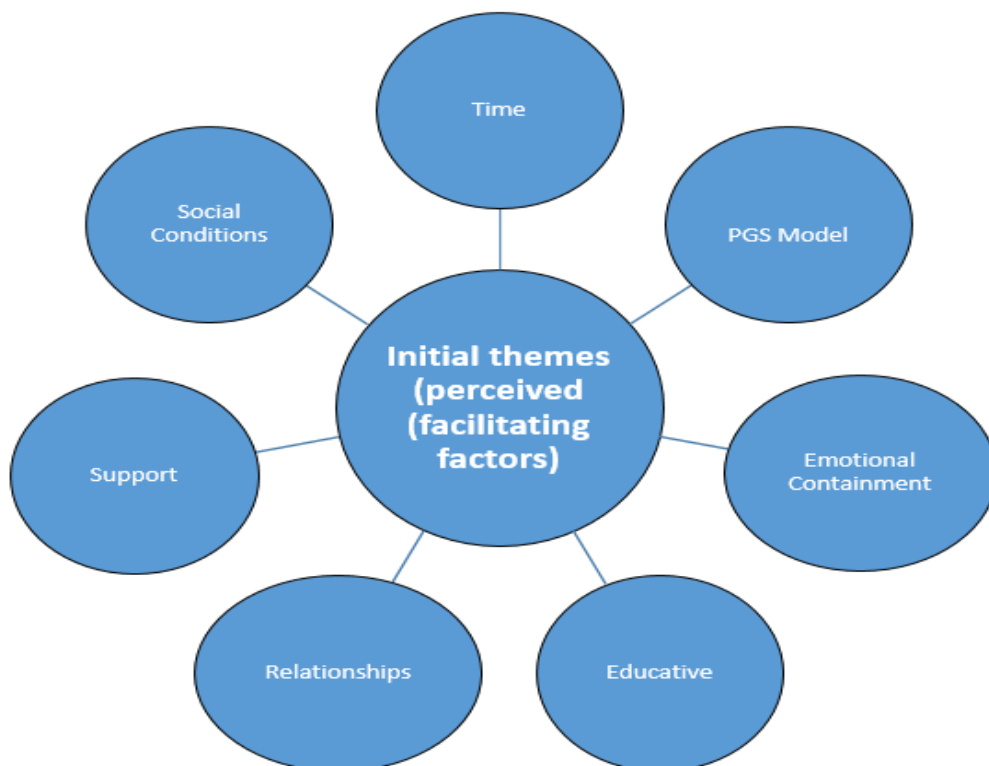 Time
Social
Conditions
PGS Model
Initial themes
(perceived
(facilitating
factors)
Support
Emotional
Containment
Relationships
Educative